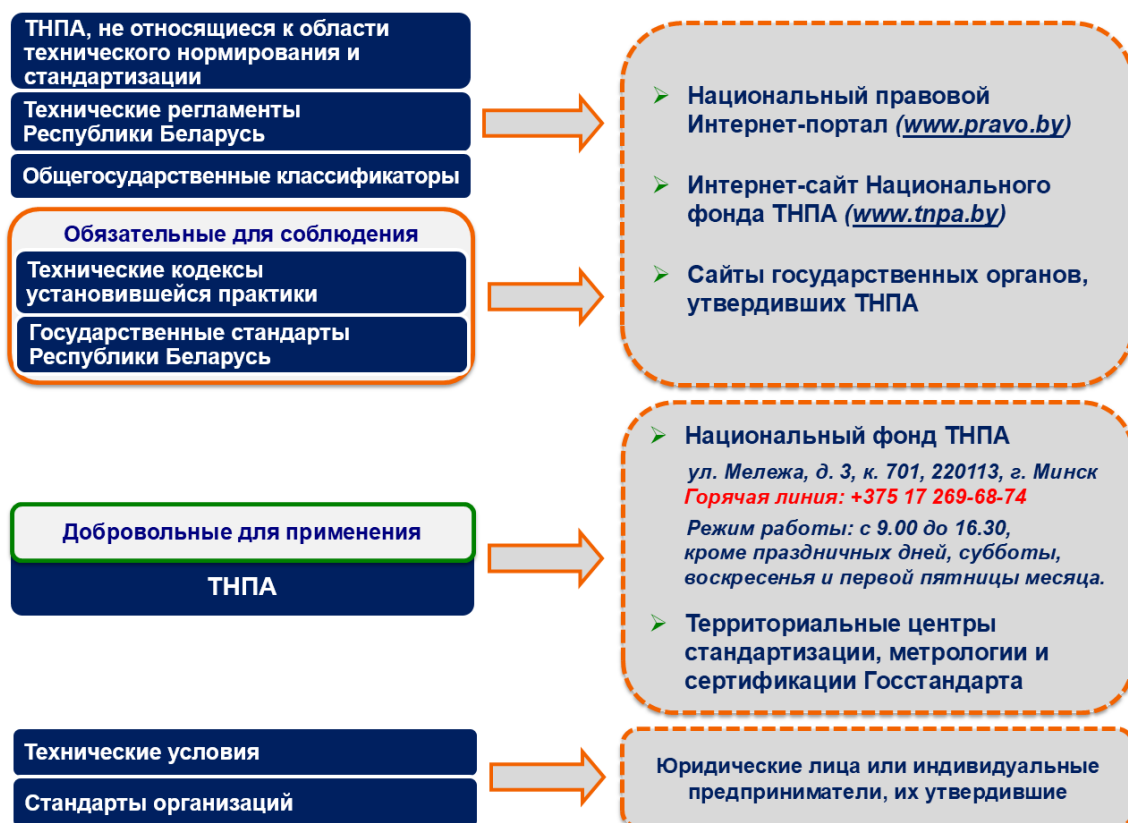 ТНПА, не относящиеся к области
технического нормирования и
стандартизации
Технические регламенты
Республики Беларусь
Общегосударственные классификаторы
Обязательные для соблюдения
Технические кодексы
установившейся практики
Государственные стандарты
Республики Беларусь
Национальный правовой
Интернет-портал (www.pravo.by)
Интернет-сайт Национального
фонда ТНПА (www.tnpa.by)
Сайты государственных органов,
утвердивших ТНПА
Добровольные для применения
ТНПА
Национальный фонд ТНПА
ул. Мележа, д. 3, к. 701, 220113, г. Минск
Горячая линия: +375 17 269-68-74
Режим работы: с 9.00 до 16.30,
кроме праздничных дней, субботы,
воскресенья и первой пятницы месяца.
Территориальные центры
стандартизации, метрологии и
сертификации Госстандарта
Технические условия
Стандарты организаций
Юридические лица или индивидуальные
предприниматели, их утвердившие